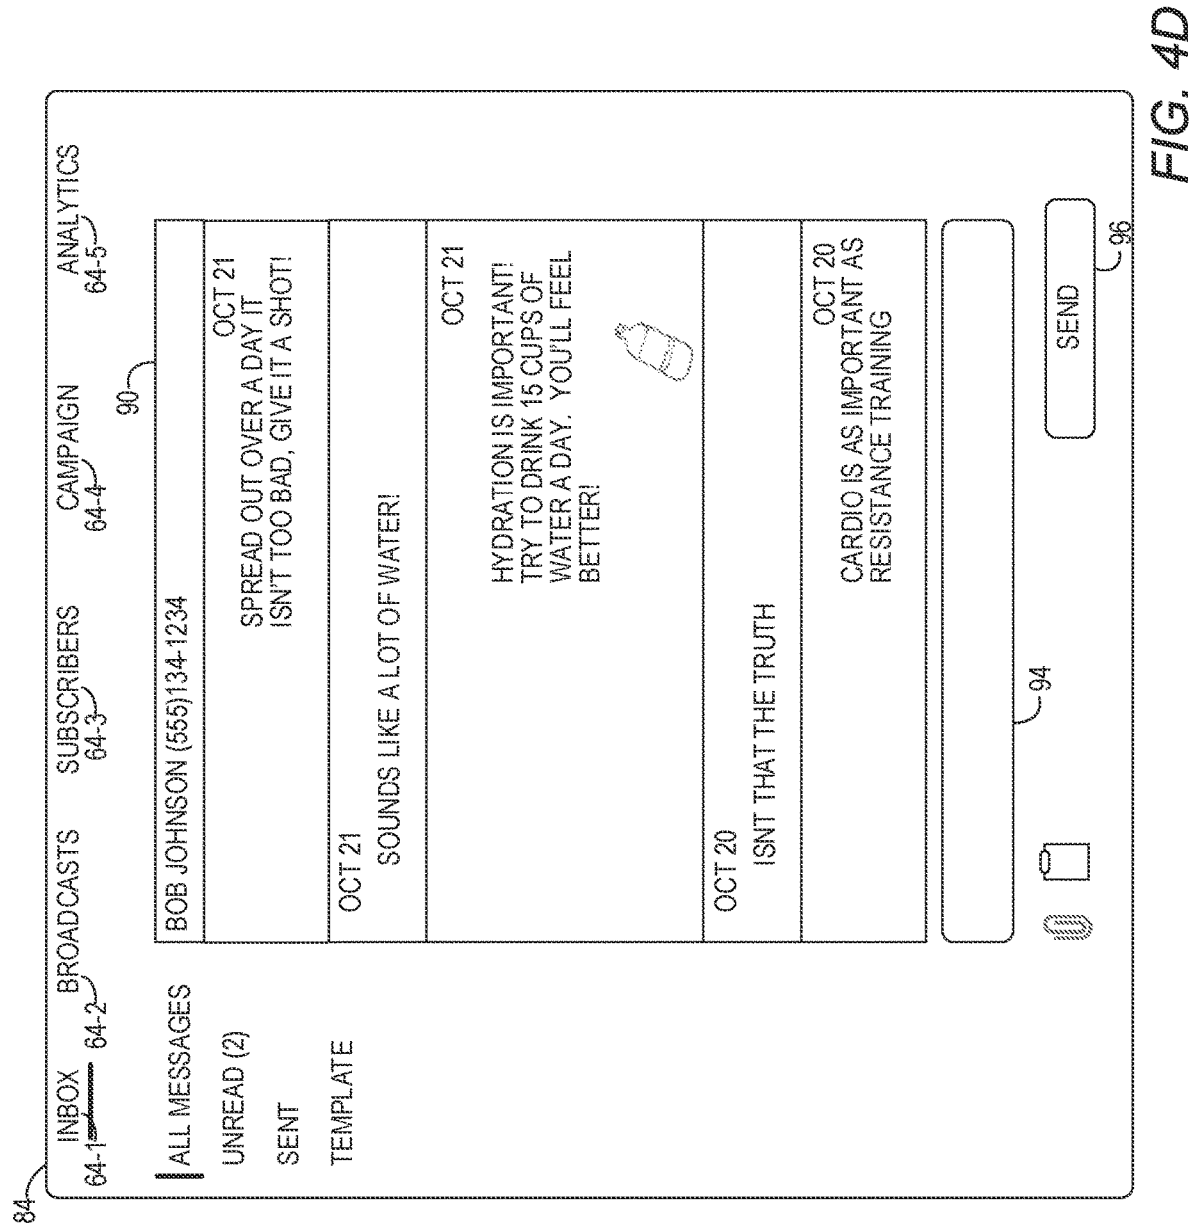 84
INBOX
64-1
BROADCASTS
64-2
SUBSCRIBERS
64-3
CAMPAIGN
64-4
ANALYTICS
64-5
90
ALL MESSAGES
UNREAD (2)
SENT
TEMPLATE
BOB JOHNSON (555)134-1234
OCT 21
SPREAD OUT OVER A DAY IT
ISN'T TOO BAD, GIVE IT A SHOT!
OCT 21
SOUNDS LIKE A LOT OF WATER!
OCT 21
HYDRATION IS IMPORTANT!
TRY TO DRINK 15 CUPS OF
WATER A DAY. YOU'LL FEEL
BETTER!
OCT 20
ISNT THAT THE TRUTH
OCT 20
CARDIO IS AS IMPORTANT AS
RESISTANCE TRAINING
94
SEND
96
FIG. 4D